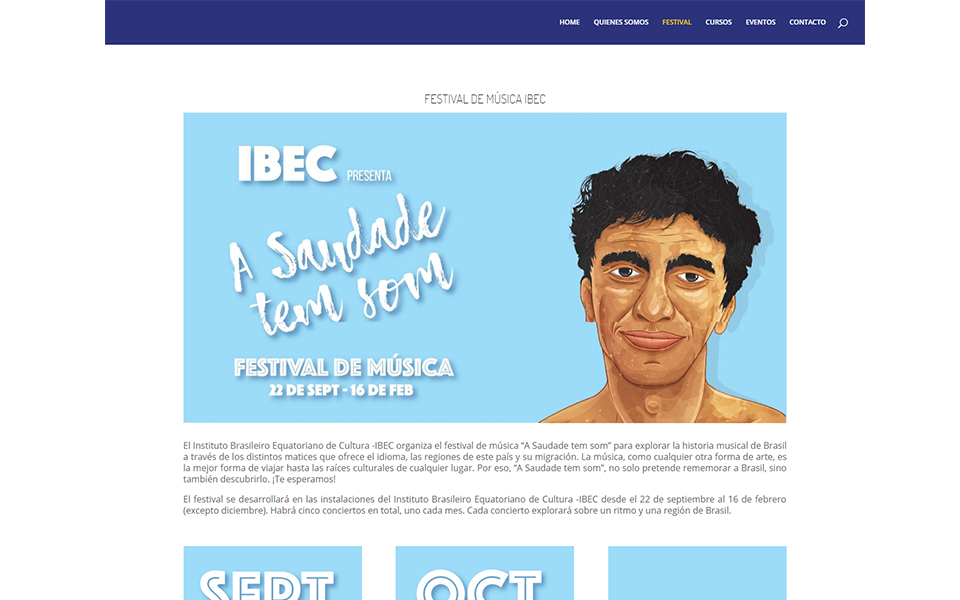 HOME QUIENES SOMOS FESTIVAL CURSOS EVENTOS CONTACTO
FESTIVAL DE MÚSICA IBEC
IBEC PRESENTA
A Saudade
tem som
FESTIVAL DE MÚSICA
22 DE SEPT - 16 DE FEB
El Instituto Brasileiro Equatoriano de Cultura -IBEC organiza el festival de música “A Saudade tem som” para explorar la historia musical de Brasil
a través de los distintos matices que ofrece el idioma, las regiones de este país y su migración. La música, como cualquier otra forma de arte, es
la mejor forma de viajar hasta las raíces culturales de cualquier lugar. Por eso, “A Saudade tem som”, no solo pretende rememorar a Brasil, sino
también descubrirlo. ¡Te esperamos!
El festival se desarrollará en las instalaciones del Instituto Brasileiro Equatoriano de Cultura -IBEC desde el 22 de septiembre al 16 de febrero
(excepto diciembre). Habrá cinco conciertos en total, uno cada mes. Cada concierto explorará sobre un ritmo y una región de Brasil.
SEPT OCT